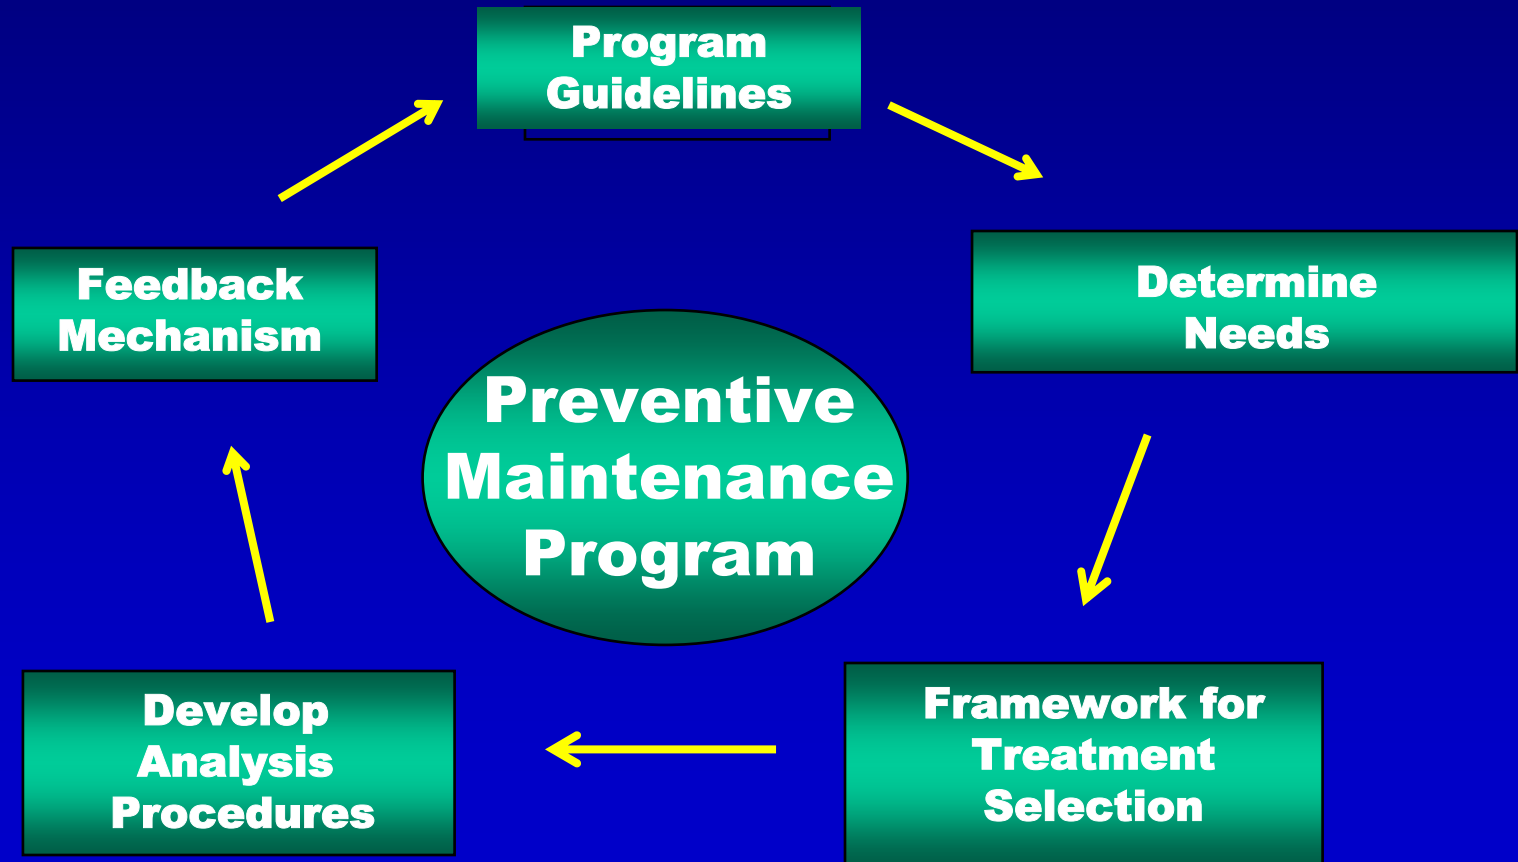 Program
Guidelines
Determine
Needs
Feedback
Mechanism
Preventive
Maintenance
Program
Framework for
Treatment
Selection
Develop
Analysis
Procedures